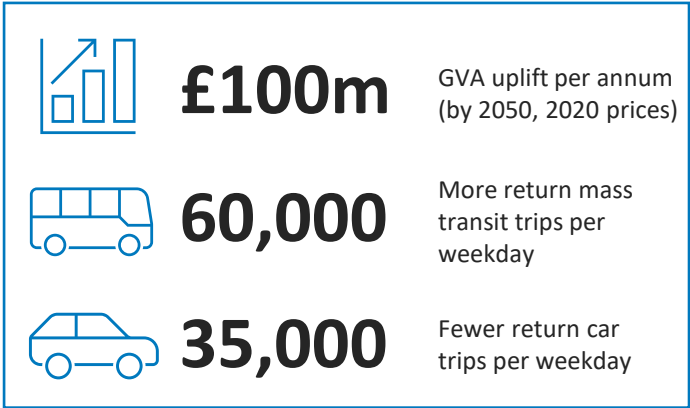 £100m
GVA uplift per annum
(by 2050, 2020 prices)
60,000
More return mass
transit trips per
weekday
35,000
Fewer return car
trips per weekday